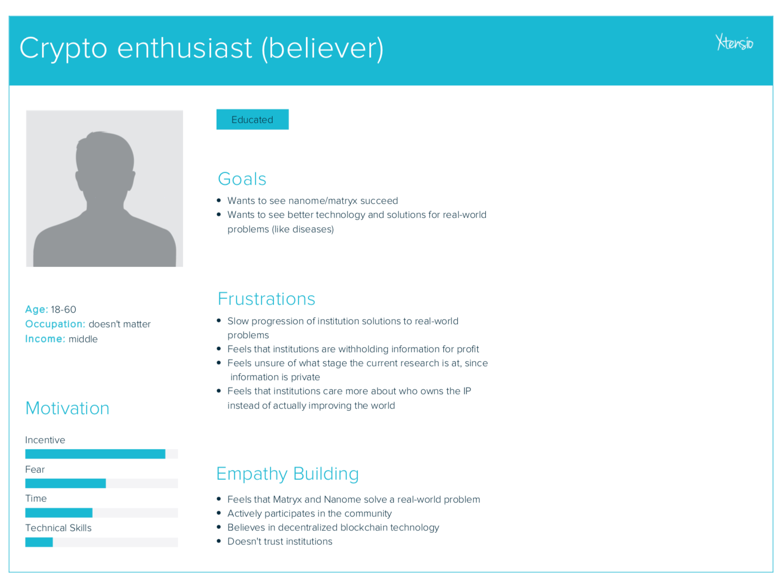 Crypto enthusiast (believer)
Xtensio
Educated
Goals
• Wants to see nanome/matryx succeed
• Wants to see better technology and solutions for real-world
problems (like diseases)
Age: 18-60
Occupation: doesn't matter
Income: middle
Frustrations
• Slow progression of institution solutions to real-world
problems
• Feels that institutions are withholding information for profit
• Feels unsure of what stage the current research is at, since
information is private
• Feels that institutions care more about who owns the IP
instead of actually improving the world
Motivation
Incentive
Fear
Time
Technical Skills
Empathy Building
• Feels that Matryx and Nanome solve a real-world problem
• Actively participates in the community
• Believes in decentralized blockchain technology
• Doesn't trust institutions